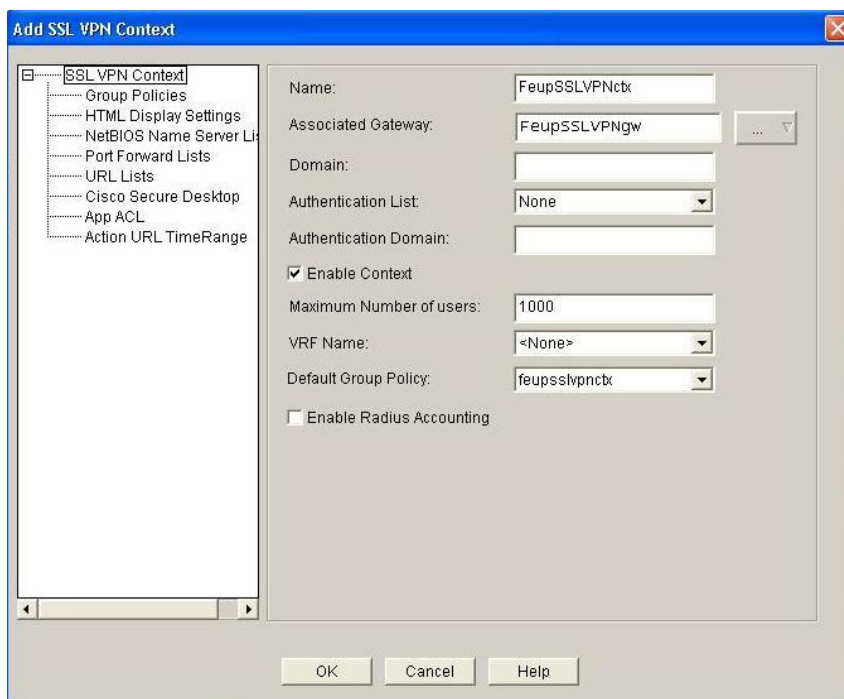 Add SSL VPN Context
SSL VPN Context
Group Policies
HTML Display Settings
NetBIOS Name Server Li
Port Forward Lists
URL Lists
Cisco Secure Desktop
App ACL
Action URL TimeRange
Name: FeupSSLVPNctx
Associated Gateway: FeupSSLVPNgw ...
Domain:
Authentication List: None
Authentication Domain:
Enable Context
Maximum Number of users: 1000
VRF Name: <None>
Default Group Policy: feupsslvpnctx
Enable Radius Accounting
OK Cancel Help